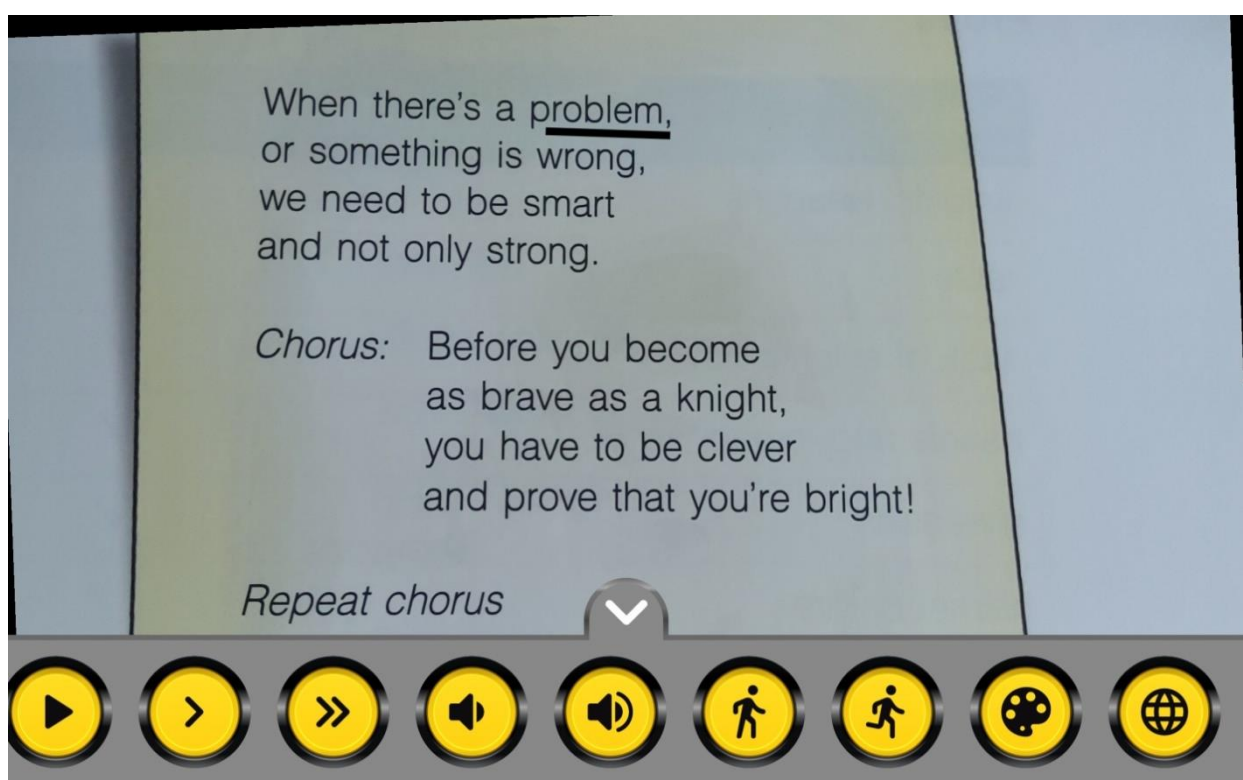 When there's a problem,
or something is wrong,
we need to be smart
and not only strong.
Chorus: Before you become
as brave as a knight,
you have to be clever
and prove that you're bright!
Repeat chorus